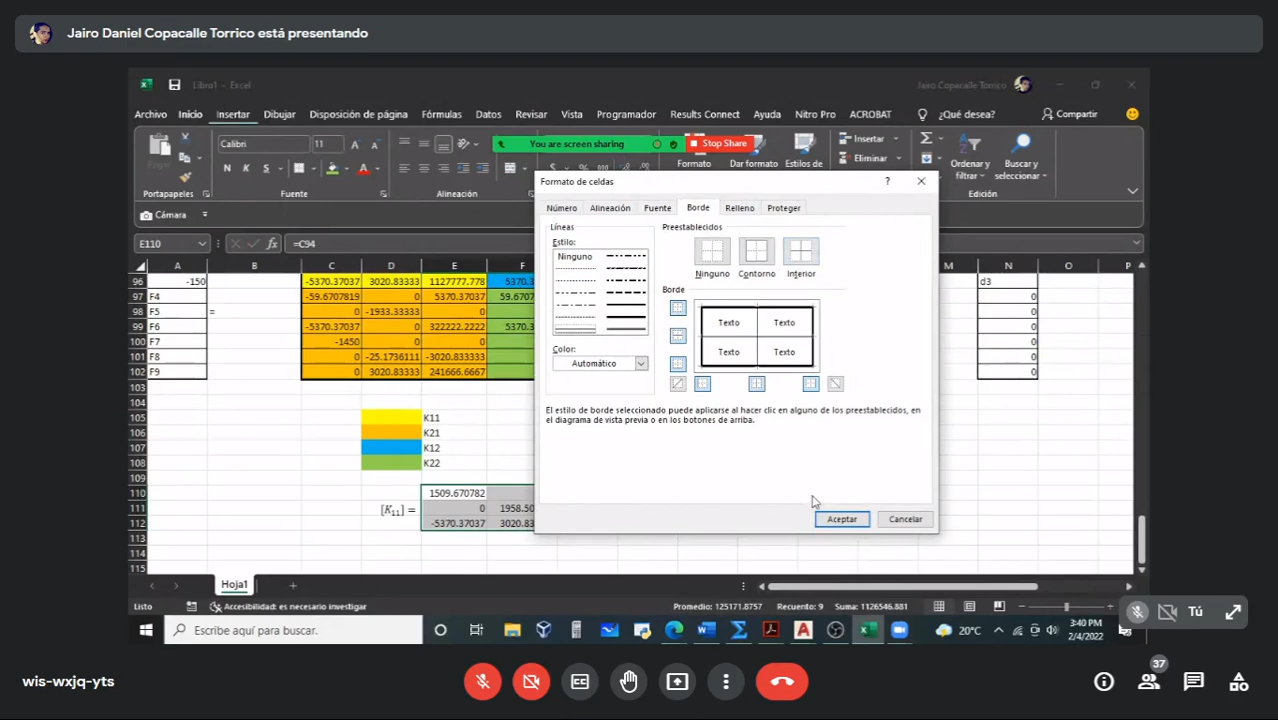 Jairo Daniel Copacalle Torrico está presentando
Libro1 - Excel
Jairo Copacalle Torrico
Archivo Inicio Insertar Dibujar Disposición de página Fórmulas Datos Revisar Vista Programador Results Connect Ayuda Nitro Pro ACROBAT ¿Qué desea? Compartir
Calibri 11
You are screen sharing Stop Share
Insertar
Eliminar
Formato Dar formato Estilos de
Ordenar y filtrar
Buscar y seleccionar
N K S
Portapapeles Fuente Alineación Edición
Cámara
E110 =C94
Formato de celdas
Número Alineación Fuente Borde Relleno Proteger
Líneas
Estilo:
Ninguno
Color:
Automático
Preestablecidos
Ninguno Contorno Interior
Borde
Texto Texto
Texto Texto
El estilo de borde seleccionado puede aplicarse al hacer clic en alguno de los preestablecidos, en
el diagrama de vista previa o en los botones de arriba.
Aceptar Cancelar
A B C D E F M N O P
96 -150 -5370.37037 3020.83333 1127777.778 5370.3 d3
97 F4 -59.6707819 0 5370.37037 59.6707 0
98 F5 = 0 -1933.33333 0 0
99 F6 -5370.37037 0 322222.2222 5370.3 0
100 F7 -1450 0 0 0
101 F8 0 -25.1736111 -3020.833333 0
102 F9 0 3020.83333 241666.6667 0
103
104
105 K11
106 K21
107 K12
108 K22
109
110 1509.670782
111 [K11] = 0 1958.50
112 -5370.37037 3020.83
113
114
115
Hoja1
Listo Accesibilidad: es necesario investigar Promedio: 125171.8757 Recuento: 9 Suma: 1126546.881
Tú
Escribe aquí para buscar.
20°C
3:40 PM
2/4/2022
wis-wxjq-yts
37